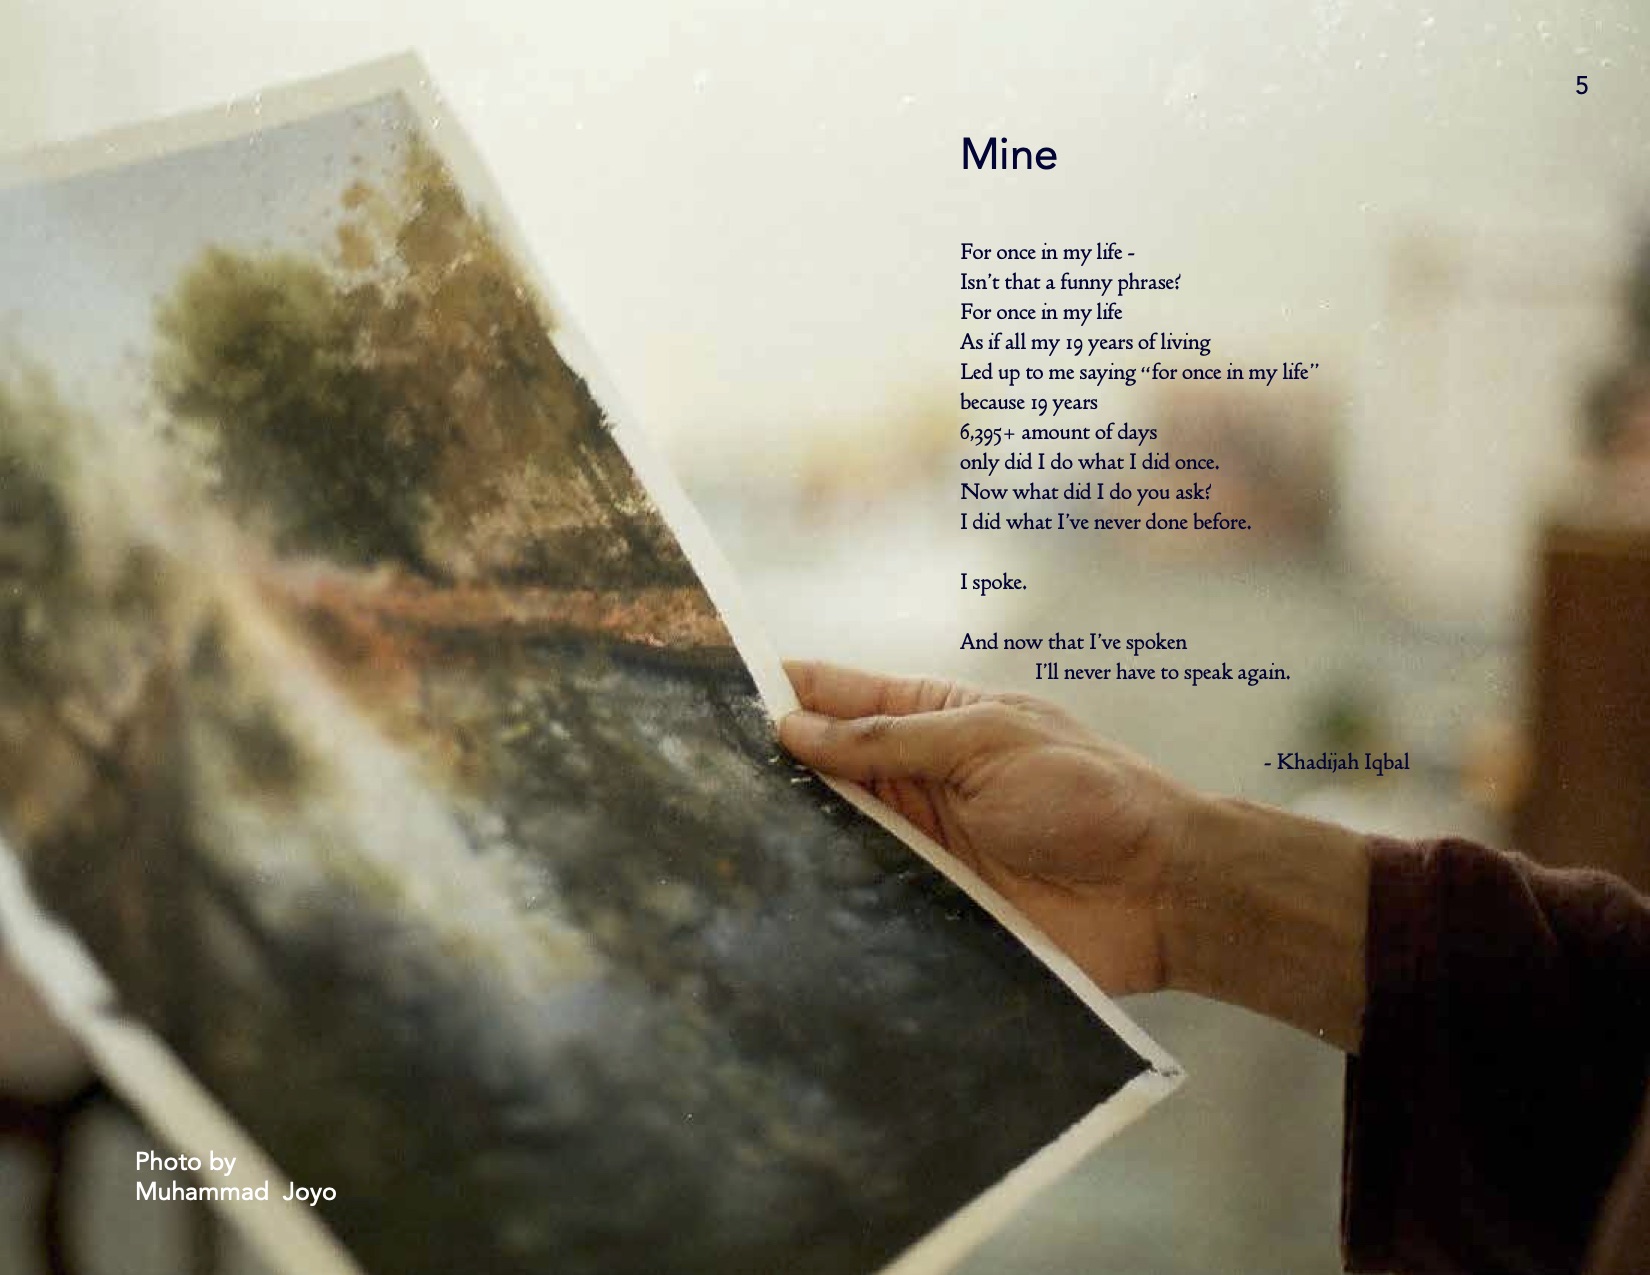 5
Mine
For once in my life -
Isn't that a funny phrase?
For once in my life
As if all my 19 years of living
Led up to me saying “for once in my life”
because 19 years
6,395+ amount of days
only did I do what I did once.
Now what did I do you ask?
I did what I've never done before.
I spoke.
And now that I've spoken
I'll never have to speak again.
- Khadijah Iqbal
Photo by
Muhammad Joyo